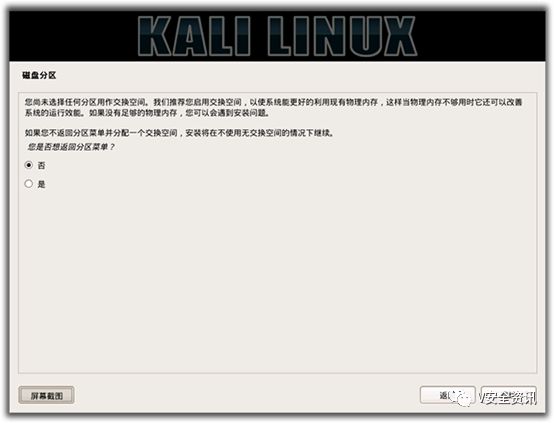 KALI LINUX
磁盘分区
您尚未选择任何分区用作交换空间。我们推荐您启用交换空间，以使系统能更好的利用现有物理内存，这样当物理内存不够用时它还可以改善
系统的运行效能。如果没有足够的物理内存，您可以会遇到安装问题。
如果您不返回分区菜单并分配一个交换空间，安装将在不使用无交换空间的情况下继续。
您是否想返回分区菜单？
否
是
屏幕截图
返
V安全资讯